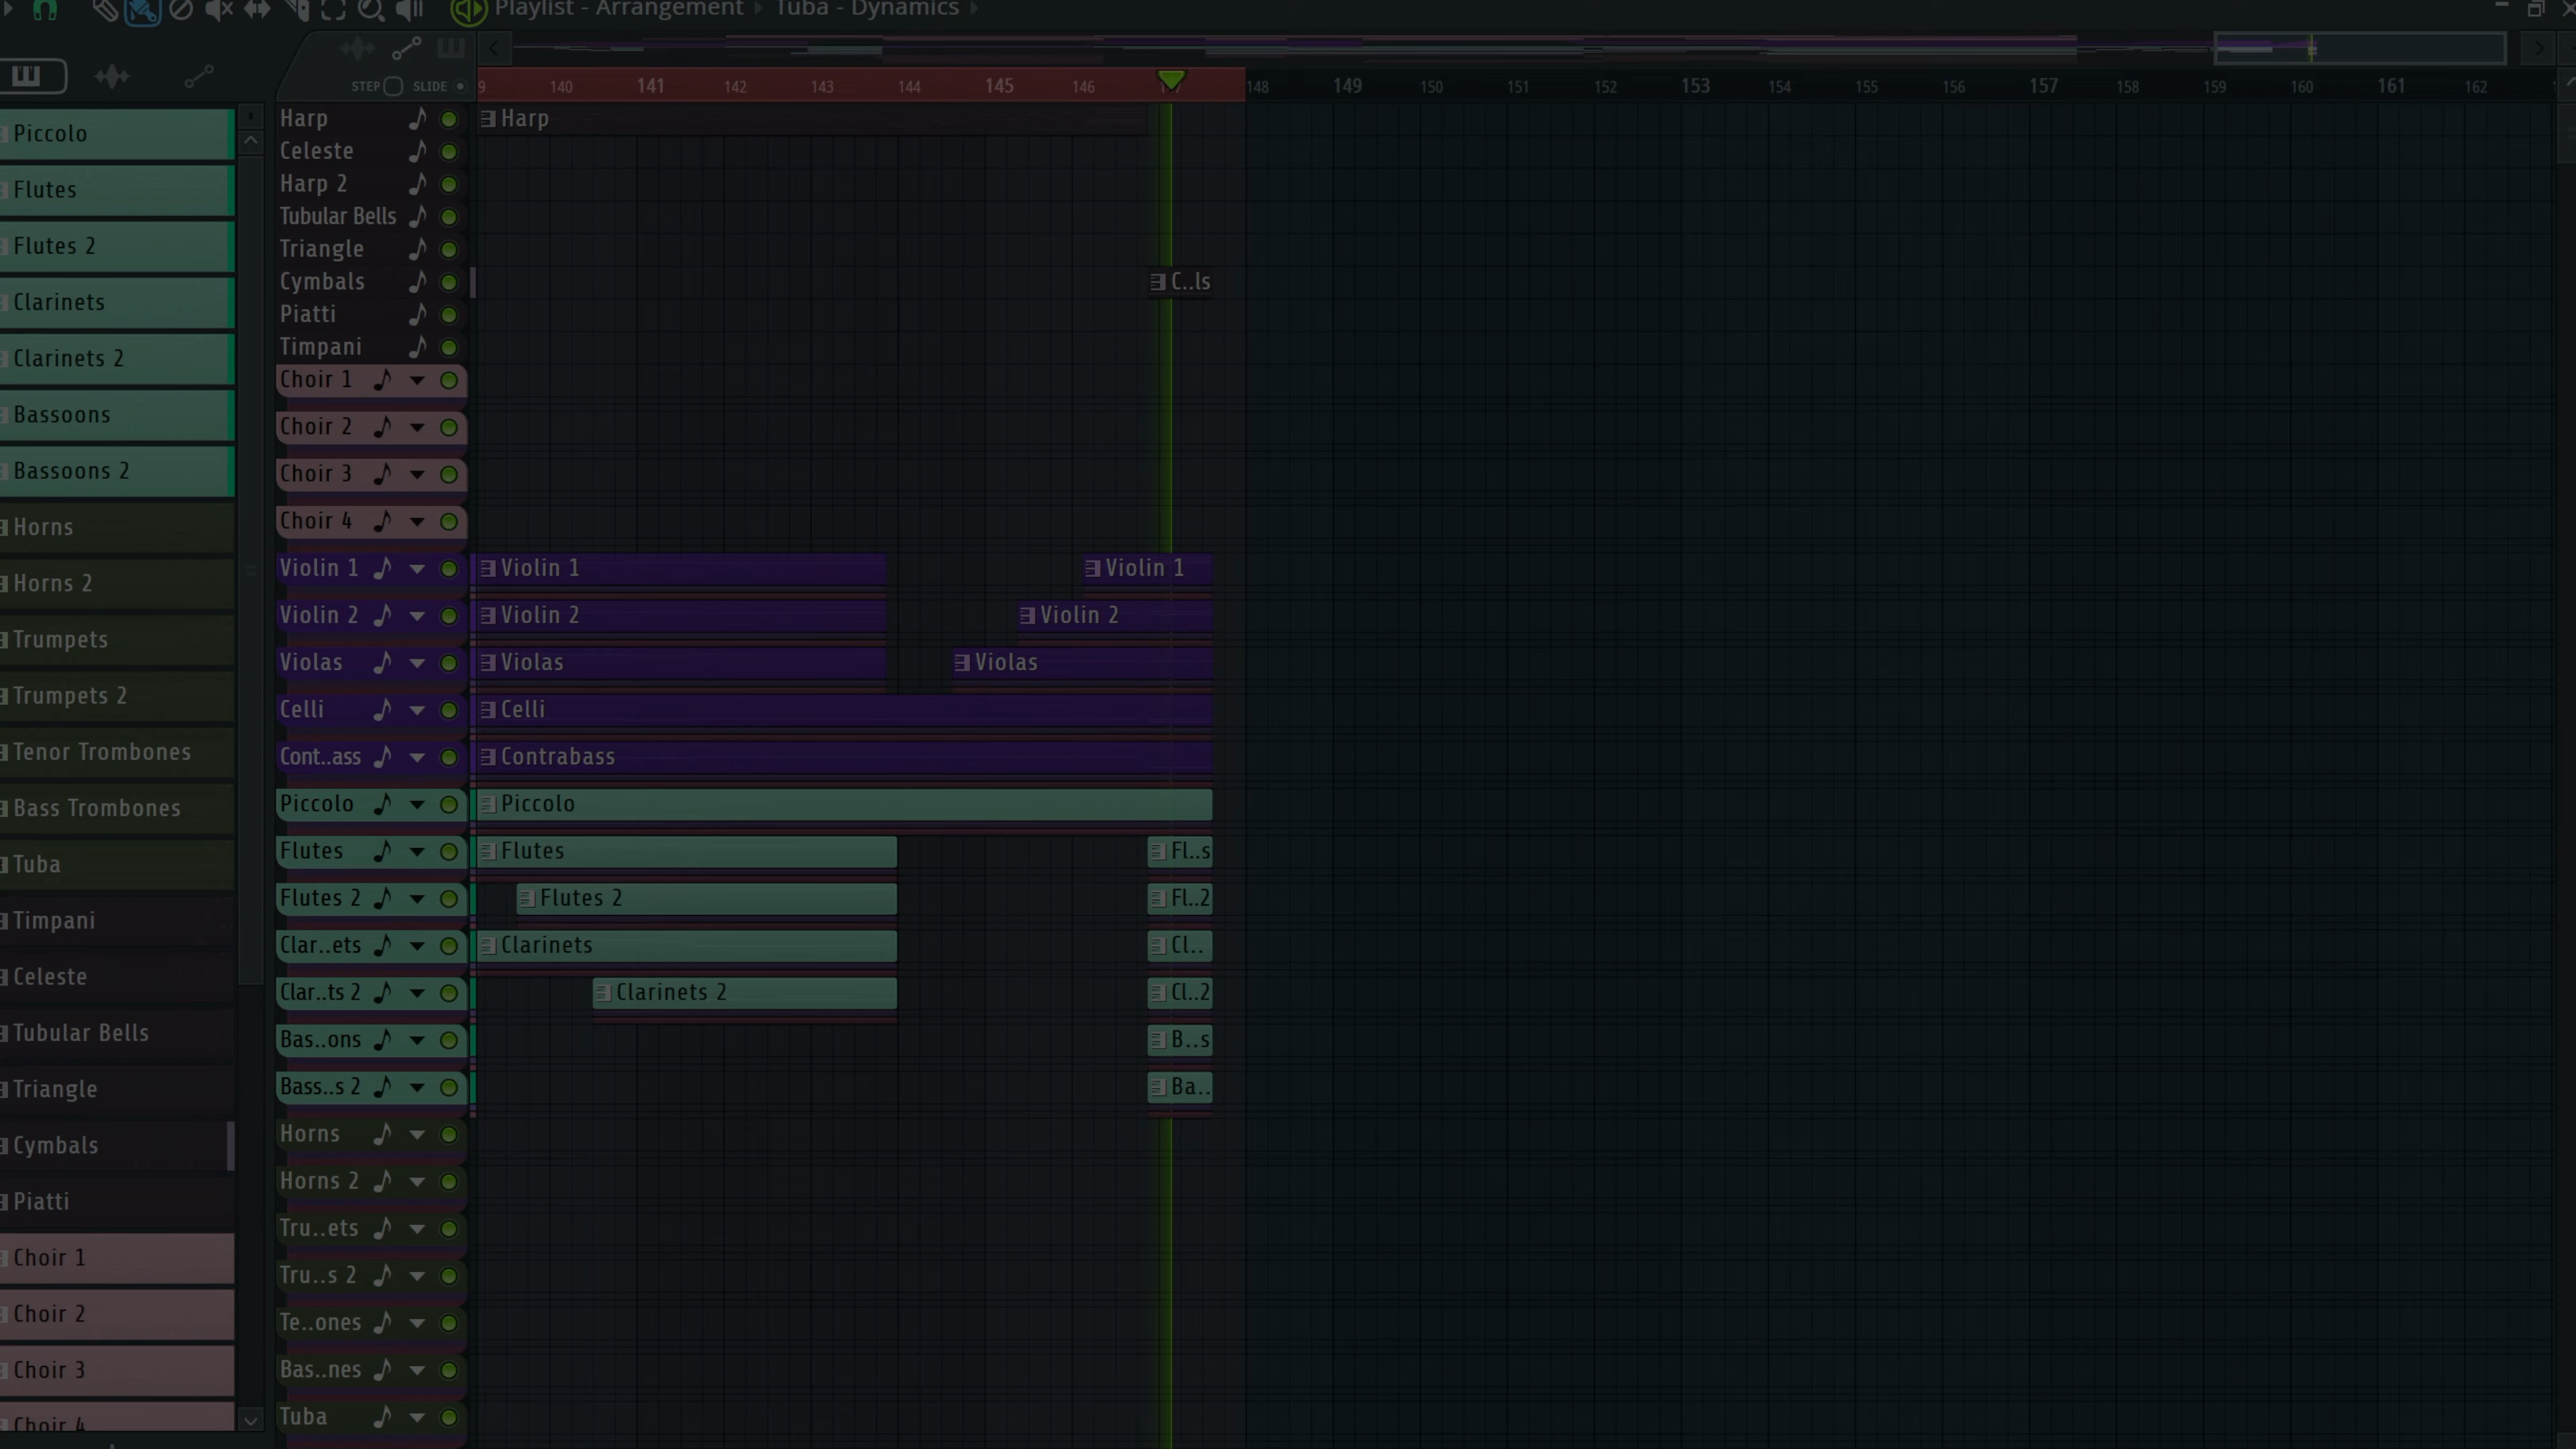 Playlist - Arrangement › Tuba - Dynamics ›
STEP SLIDE
9 140 141 142 143 144 145 146 148 149 150 151 152 153 154 155 156 157 158 159 160 161 162
Piccolo
Flutes
Flutes 2
Clarinets
Clarinets 2
Bassoons
Bassoons 2
Horns
Horns 2
Trumpets
Trumpets 2
Tenor Trombones
Bass Trombones
Tuba
Timpani
Celeste
Tubular Bells
Triangle
Cymbals
Piatti
Choir 1
Choir 2
Choir 3
Choir 4
Harp Harp
Celeste
Harp 2
Tubular Bells
Triangle
Cymbals C..ls
Piatti
Timpani
Choir 1
Choir 2
Choir 3
Choir 4
Violin 1 Violin 1 Violin 1
Violin 2 Violin 2 Violin 2
Violas Violas Violas
Celli Celli
Cont..ass Contrabass
Piccolo Piccolo
Flutes Flutes Fl..s
Flutes 2 Flutes 2 Fl..2
Clar..ets Clarinets Cl..
Clar..ts 2 Clarinets 2 Cl..2
Bas..ons B..s
Bass..s 2 Ba..
Horns
Horns 2
Tru..ets
Tru..s 2
Te..ones
Bas..nes
Tuba